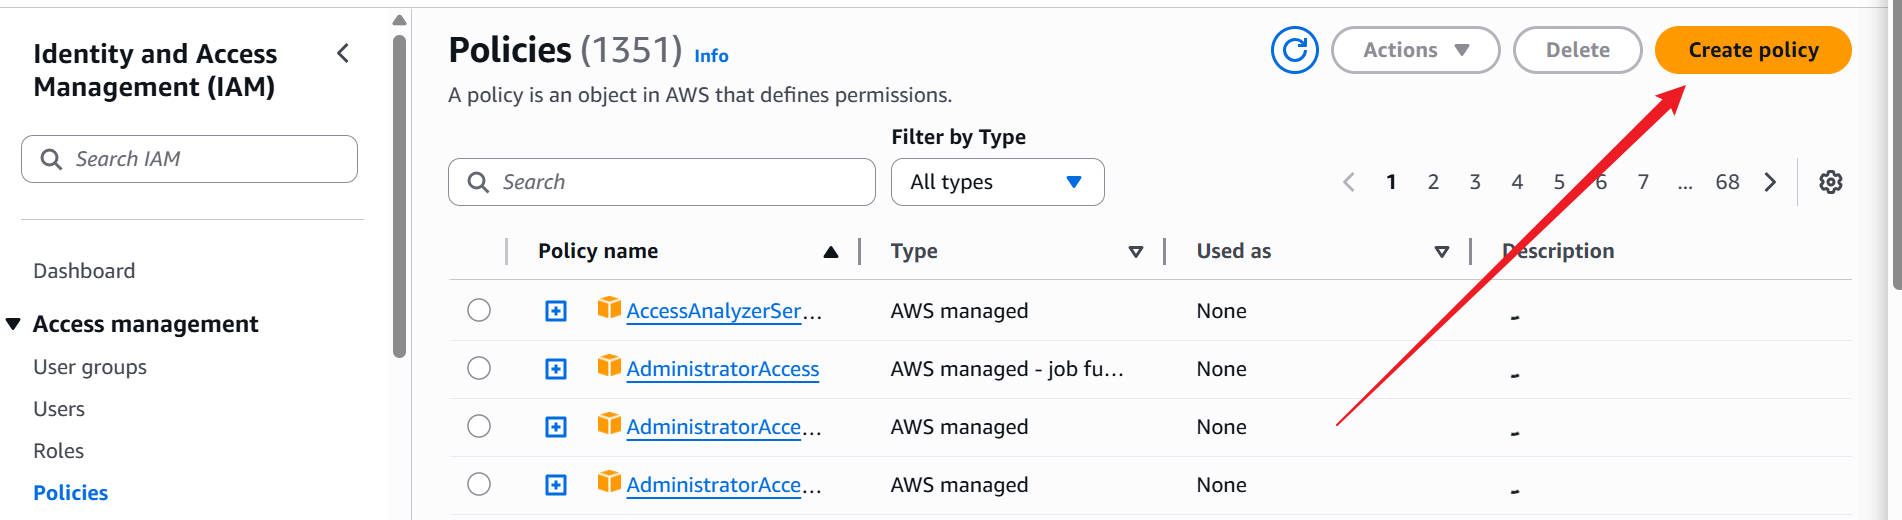 Identity and Access
Management (IAM)
Search IAM
Dashboard
Access management
User groups
Users
Roles
Policies
Policies (1351) Info
Actions
Delete
Create policy
A policy is an object in AWS that defines permissions.
Filter by Type
Search
All types
1 2 3 4 5 6 7 ... 68
Policy name Type Used as Description
AccessAnalyzerSer... AWS managed None -
AdministratorAccess AWS managed - job fu... None -
AdministratorAcce... AWS managed None -
AdministratorAcce... AWS managed None -